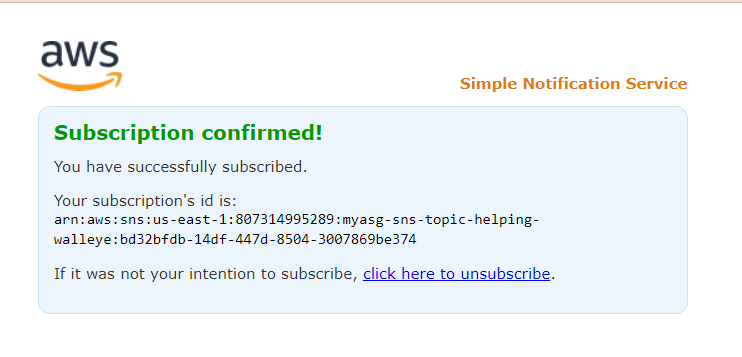 aws
Simple Notification Service
Subscription confirmed!
You have successfully subscribed.
Your subscription's id is:
arn:aws:sns:us-east-1:807314995289:myasg-sns-topic-helping-
walleye:bd32bfdb-14df-447d-8504-3007869be374
If it was not your intention to subscribe, click here to unsubscribe.